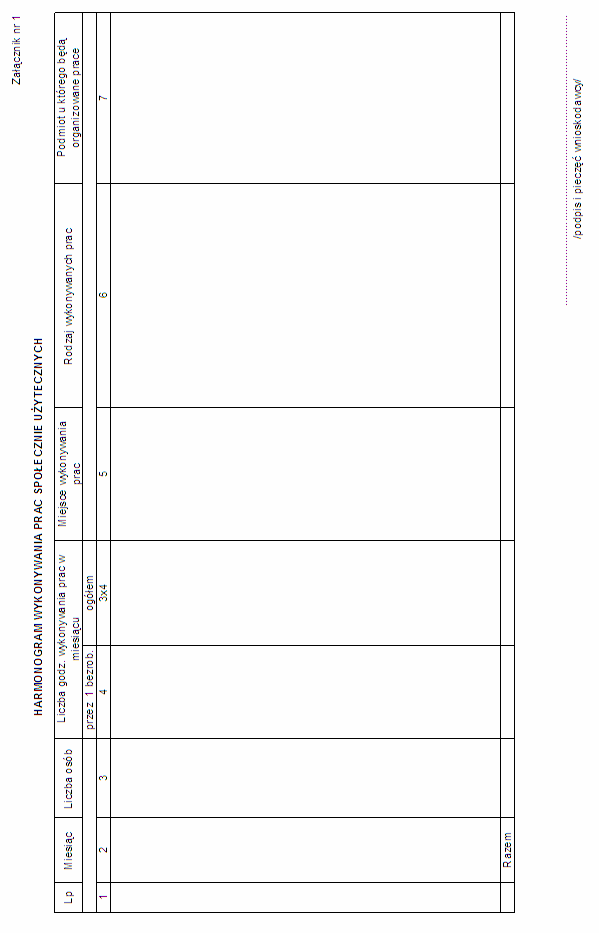 Załącznik nr 1
HARMONOGRAM WYKONYWANIA PRAC SPOŁECZNIE UŻYTECZNYCH
Lp
Miesiąc
Liczba osób
Liczba godz. wykonywania prac w
miesiącu
przez 1 bezrob.
ogółem
Miejsce wykonywania
prac
Rodzaj wykonywanych prac
Podmiot u którego będą
organizowane prace
1 2 3 4 3x4 5 6 7
Razem
/podpis i pieczęć wnioskodawcy/